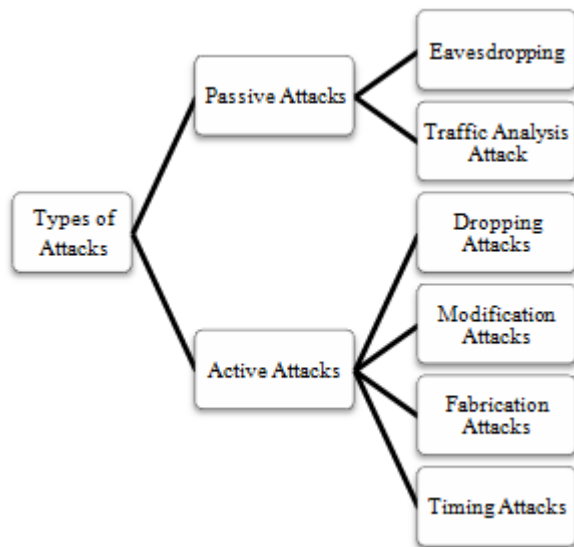 Types of
Attacks
Passive Attacks
Eavesdropping
Traffic Analysis
Attack
Active Attacks
Dropping
Attacks
Modification
Attacks
Fabrication
Attacks
Timing Attacks